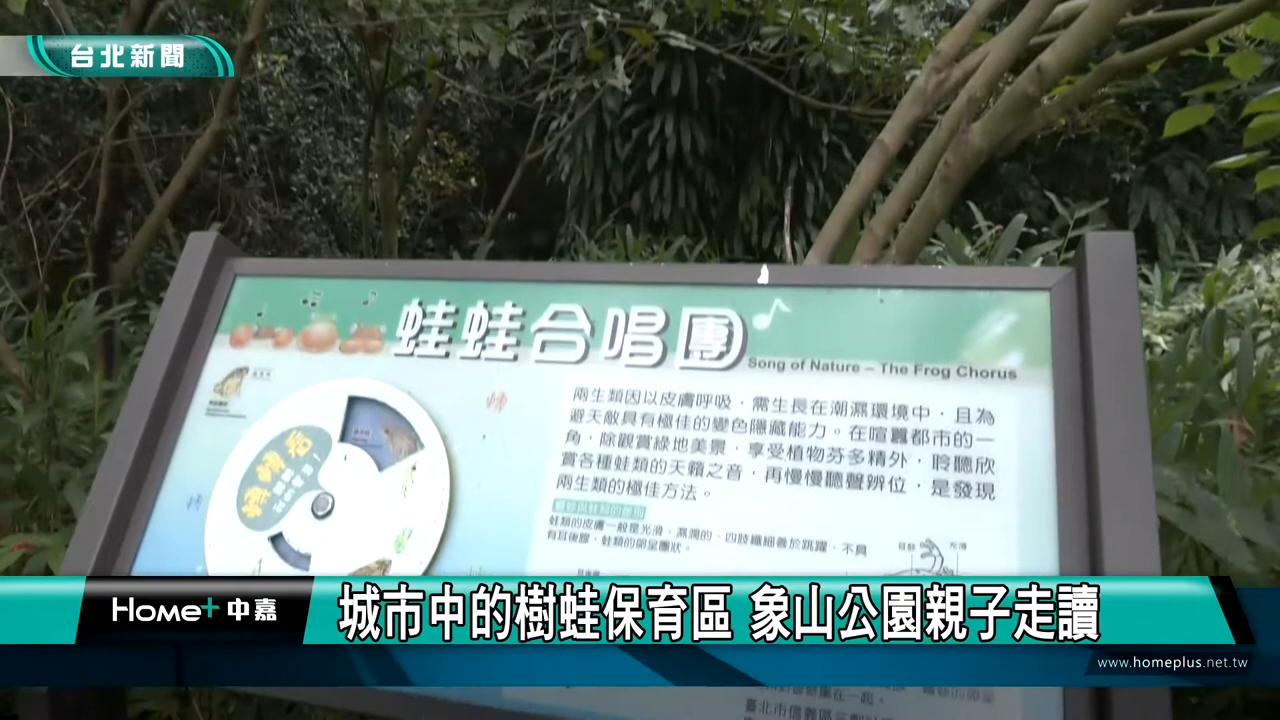 台北新聞
蛙蛙合唱團
Song of Nature – The Frog Chorus
兩生類因以皮膚呼吸，需生長在潮濕環境中，且為
避天敵具有極佳的變色隱藏能力。在喧囂都市的一
角，除觀賞綠地美景，享受植物芬多精外，聆聽欣
賞各種蛙類的天籟之音，再慢慢聽聲辨位，是發現
兩生類的極佳方法。
蛙類的皮膚一般是光滑、濕潤的，四肢纖細善於跳躍，不具
有耳後腺，蛙類的卵呈團狀。
光滑
Home+ 中嘉
城市中的樹蛙保育區 象山公園親子走讀
www.homeplus.net.tw
臺北市信義區